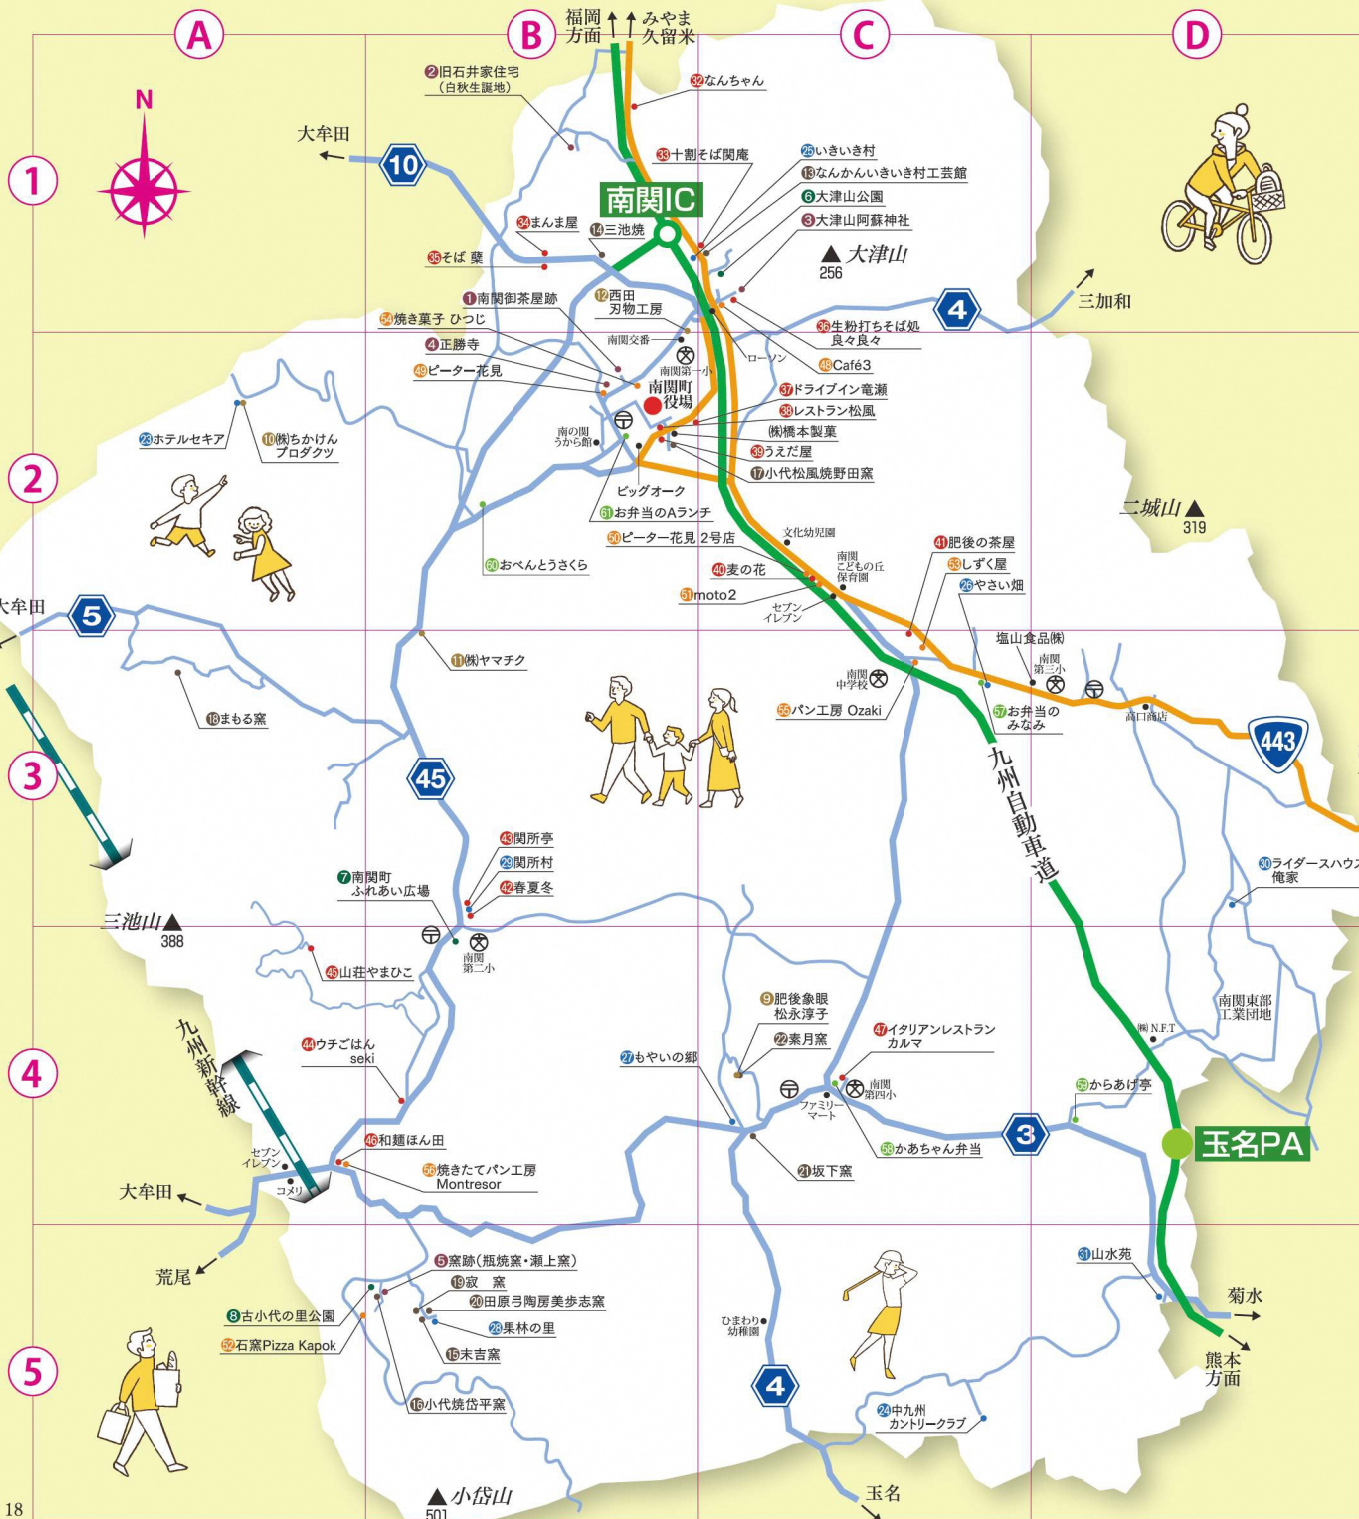 A
B
C
D
福岡
方面
みやま
久留米
1
2
3
4
5
N
大牟田
10
②旧石井家住宅
（白秋生誕地）
㉜なんちゃん
㉝十割そば関庵
㉕いきいき村
⑬なんかんいきいき村工芸館
⑥大津山公園
③大津山阿蘇神社
南関IC
㉞まんま屋
⑭三池焼
㉟そば 蘖
大津山
256
三加和
4
①南関御茶屋跡
⑫西田
刃物工房
54焼き菓子 ひつじ
④正勝寺
49ピーター花見
南関交番
南関第一小
南関町
役場
ローソン
㊱生粉打ちそば処
良々良々
48Café3
㊲ドライブイン竜瀬
㊳レストラン松風
㈱橋本製菓
㊴うえだ屋
⑰小代松風焼野田窯
㉓ホテルセキア
⑩㈱ちかけん
プロダクツ
南の関
うから館
ビッグオーク
61お弁当のAランチ
60おべんとうさくら
㊿ピーター花見 2号店
㊵麦の花
51moto2
文化幼児園
南関
こどもの丘
保育園
セブン
イレブン
㊶肥後の茶屋
53しずく屋
㉖やさい畑
二城山
319
大牟田
5
⑪㈱ヤマチク
⑱まもる窯
塩山食品㈱
南関
第三小
南関
中学校
55パン工房 Ozaki
57お弁当の
みなみ
高口商店
443
45
九州自動車道
㊸関所亭
㉙関所村
㊷春夏冬
⑦南関町
ふれあい広場
㉚ライダースハウス
俺家
三池山
388
南関
第二小
㊺山荘やまひこ
九州新幹線
㊹ウチごはん
seki
⑨肥後象眼
松永淳子
㉒素月窯
㉗もやいの郷
㊼イタリアンレストラン
カルマ
南関
第四小
ファミリー
マート
南関東部
工業団地
㈱N.F.T
59からあげ亭
3
玉名PA
58かあちゃん弁当
㉑坂下窯
セブン
イレブン
コメリ
㊻和麺ほん田
56焼きたてパン工房
Montresor
大牟田
荒尾
⑤窯跡（瓶焼窯・瀬上窯）
⑲寂　窯
⑳田原弓陶房美歩志窯
㉘果林の里
⑧古小代の里公園
52石窯Pizza Kapok
⑮末吉窯
⑯小代焼岱平窯
ひまわり
幼稚園
4
㉛山水苑
菊水
熊本
方面
㉔中九州
カントリークラブ
小岱山
501
玉名
18